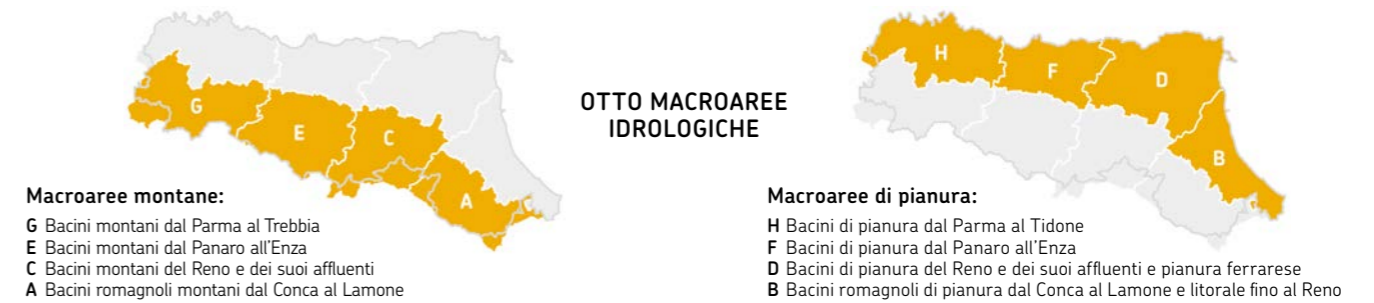 G
E
C
A
OTTO MACROAREE
IDROLOGICHE
H
F
D
B
Macroaree montane:
G Bacini montani dal Parma al Trebbia
E Bacini montani dal Panaro all'Enza
C Bacini montani del Reno e dei suoi affluenti
A Bacini romagnoli montani dal Conca al Lamone
Macroaree di pianura:
H Bacini di pianura dal Parma al Tidone
F Bacini di pianura dal Panaro all'Enza
D Bacini di pianura del Reno e dei suoi affluenti e pianura ferrarese
B Bacini romagnoli di pianura dal Conca al Lamone e litorale fino al Reno